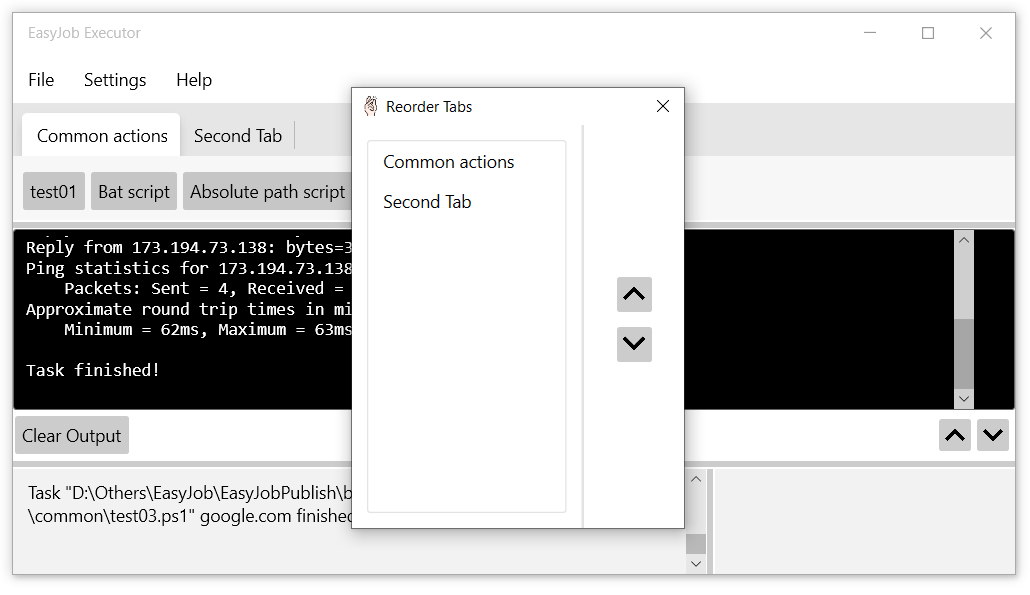 EasyJob Executor
File Settings Help
Reorder Tabs
Common actions Second Tab
Common actions
Second Tab
test01 Bat script Absolute path script
Reply from 173.194.73.138: bytes=3
Ping statistics for 173.194.73.138
Packets: Sent = 4, Received =
Approximate round trip times in mi
Minimum = 62ms, Maximum = 63ms
Task finished!
Clear Output
Task "D:\Others\EasyJob\EasyJobPublish\b
\common\test03.ps1" google.com finished